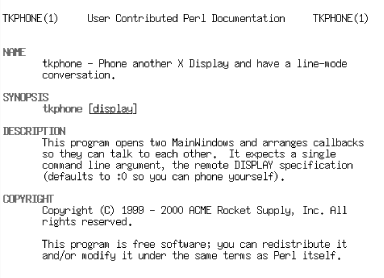 TKPHONE(1) User Contributed Perl Documentation TKPHONE(1)
NAME
tkphone - Phone another X Display and have a line-mode
conversation.
SYNOPSIS
tkphone [display]
DESCRIPTION
This program opens two MainWindows and arranges callbacks
so they can talk to each other. It expects a single
command line argument, the remote DISPLAY specification
(defaults to :0 so you can phone yourself).
COPYRIGHT
Copyright (C) 1999 - 2000 ACME Rocket Supply, Inc. All
rights reserved.
This program is free software; you can redistribute it
and/or modify it under the same terms as Perl itself.